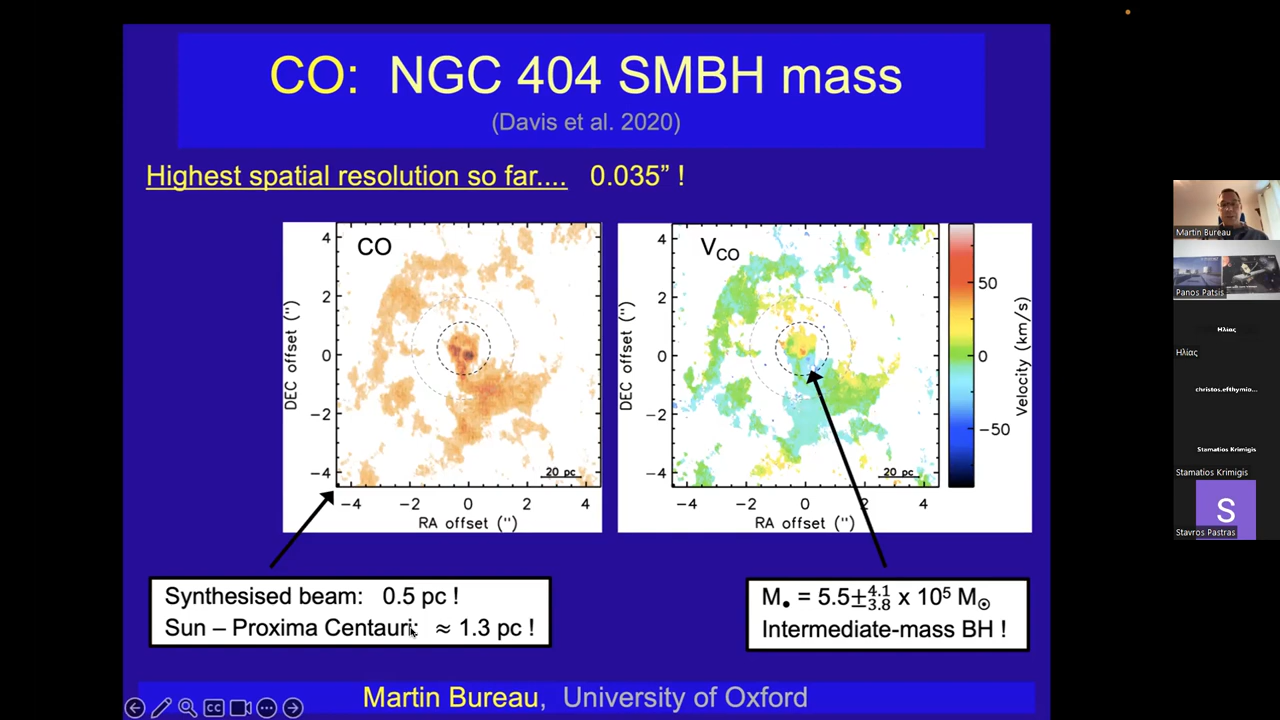 CO: NGC 404 SMBH mass
(Davis et al. 2020)
Highest spatial resolution so far.... 0.035” !
CO
4
2
0
−2
−4
DEC offset ('')
20 pc
−4 −2 0 2 4
RA offset ('')
V_CO
4
2
0
−2
−4
DEC offset ('')
20 pc
−4 −2 0 2 4
RA offset ('')
50
0
−50
Velocity (km/s)
Synthesised beam: 0.5 pc !
Sun – Proxima Centauri: ≈ 1.3 pc !
M• = 5.5±4.1 3.8 x 10⁵ M☉
Intermediate-mass BH !
Martin Bureau, University of Oxford
CC
Martin Bureau
Panos Patsis
Ηλίας
Ηλίας
christos.efthymio...
Stamatios Krimigis
Stamatios Krimigis
S
Stavros Pastras